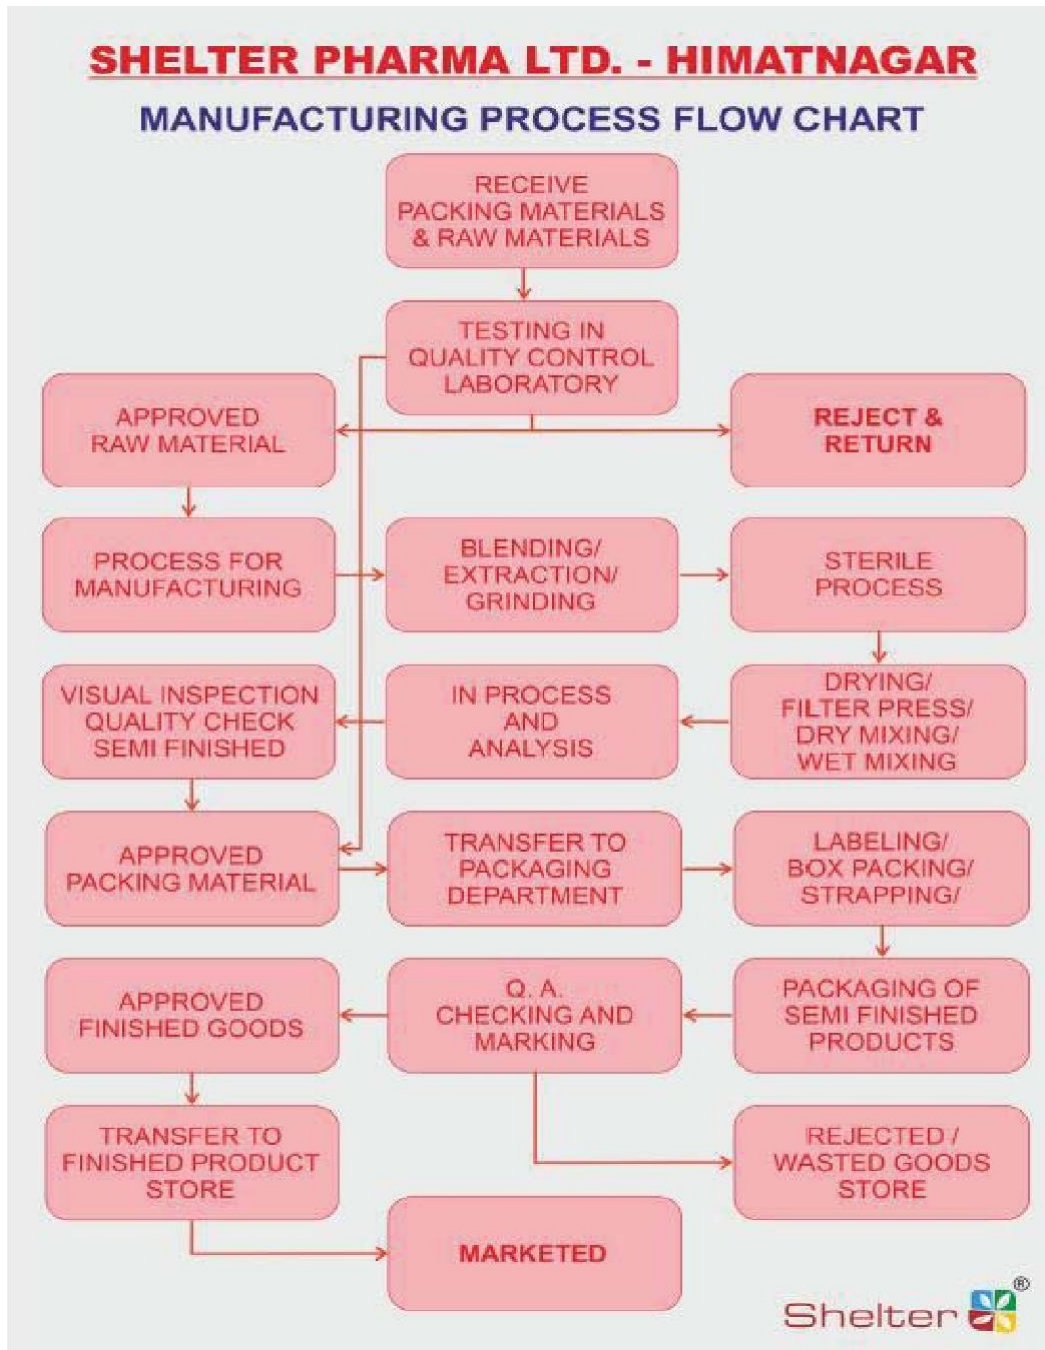 SHELTER PHARMA LTD. - HIMATNAGAR
MANUFACTURING PROCESS FLOW CHART
RECEIVE
PACKING MATERIALS
& RAW MATERIALS
TESTING IN
QUALITY CONTROL
LABORATORY
APPROVED
RAW MATERIAL
REJECT &
RETURN
PROCESS FOR
MANUFACTURING
BLENDING/
EXTRACTION/
GRINDING
STERILE
PROCESS
VISUAL INSPECTION
QUALITY CHECK
SEMI FINISHED
IN PROCESS
AND
ANALYSIS
DRYING/
FILTER PRESS/
DRY MIXING/
WET MIXING
APPROVED
PACKING MATERIAL
TRANSFER TO
PACKAGING
DEPARTMENT
LABELING/
BOX PACKING/
STRAPPING/
APPROVED
FINISHED GOODS
Q. A.
CHECKING AND
MARKING
PACKAGING OF
SEMI FINISHED
PRODUCTS
TRANSFER TO
FINISHED PRODUCT
STORE
REJECTED /
WASTED GOODS
STORE
MARKETED
Shelter ®